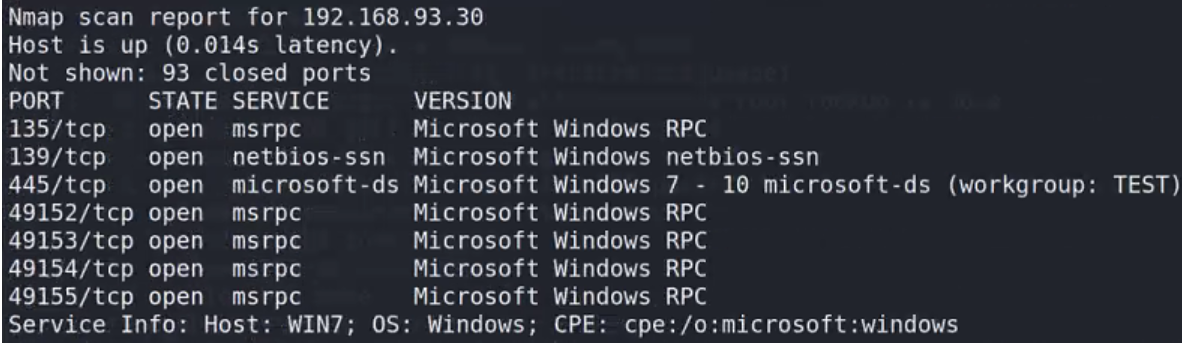 Nmap scan report for 192.168.93.30
Host is up (0.014s latency).
Not shown: 93 closed ports
PORT      STATE SERVICE      VERSION
135/tcp   open  msrpc        Microsoft Windows RPC
139/tcp   open  netbios-ssn  Microsoft Windows netbios-ssn
445/tcp   open  microsoft-ds Microsoft Windows 7 - 10 microsoft-ds (workgroup: TEST)
49152/tcp open  msrpc        Microsoft Windows RPC
49153/tcp open  msrpc        Microsoft Windows RPC
49154/tcp open  msrpc        Microsoft Windows RPC
49155/tcp open  msrpc        Microsoft Windows RPC
Service Info: Host: WIN7; OS: Windows; CPE: cpe:/o:microsoft:windows